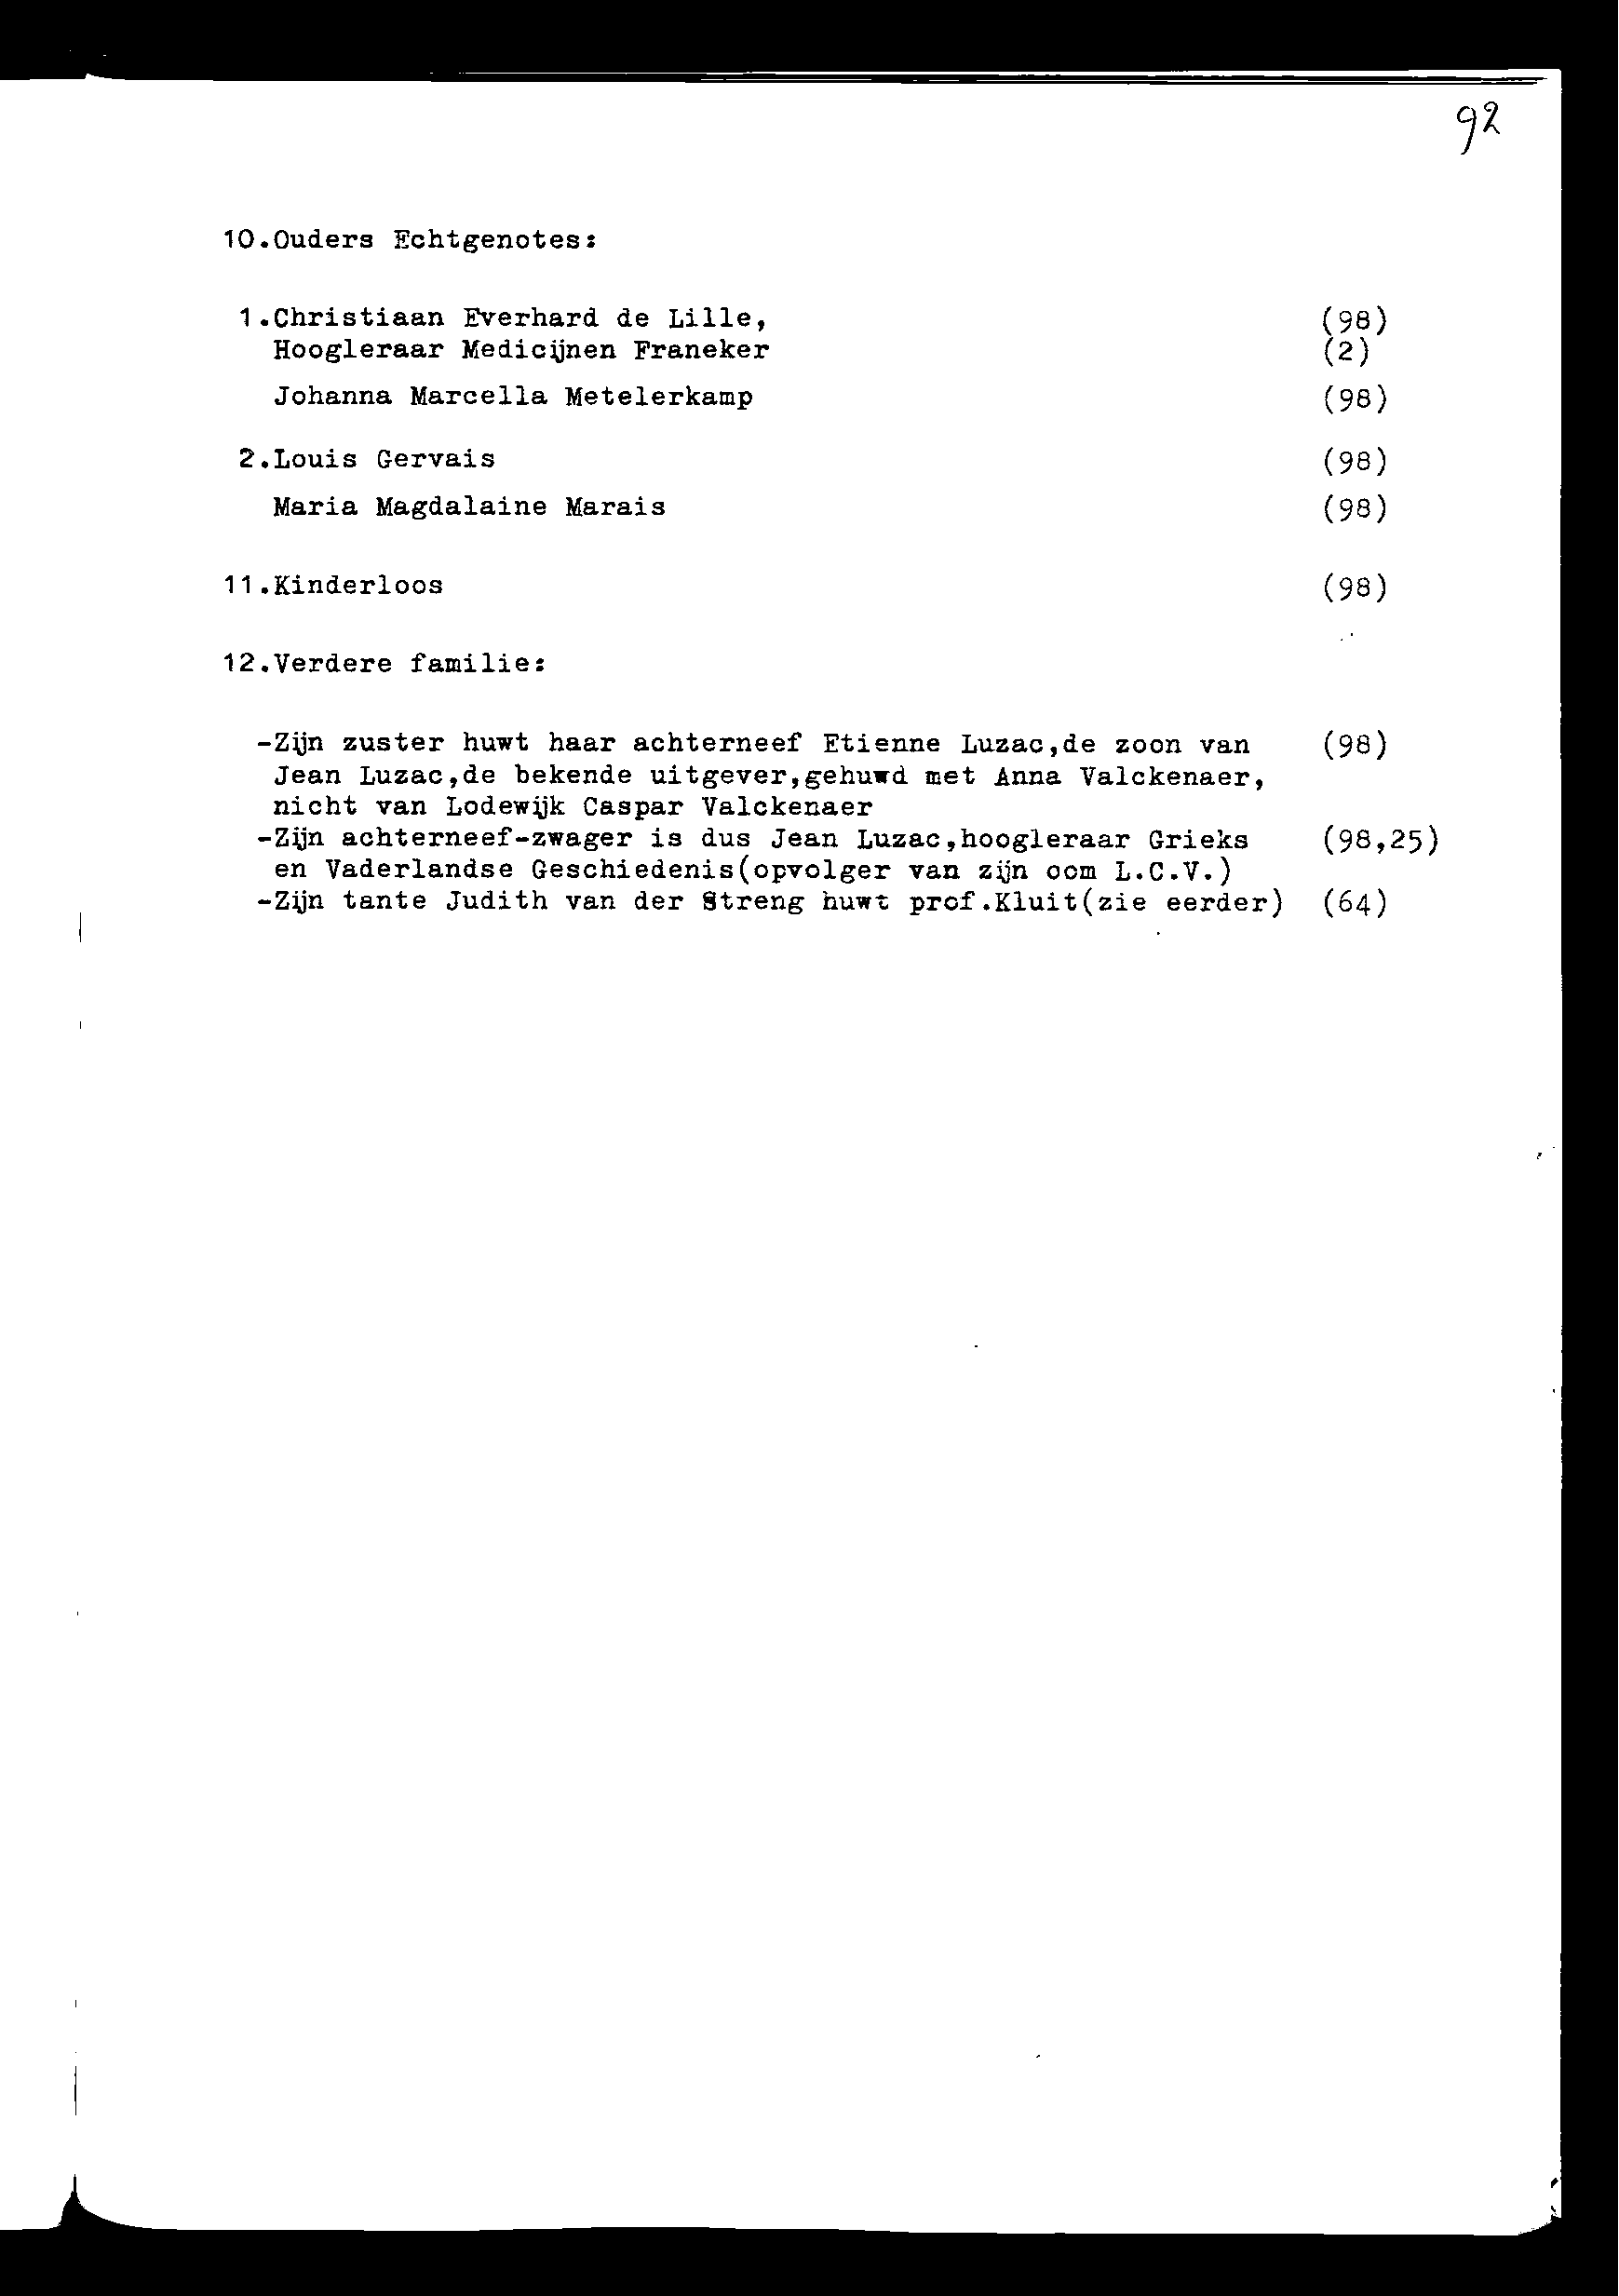 92
10.Ouders Echtgenotes:
1.Christiaan Everhard de Lille, (98)
Hoogleraar Medicijnen Franeker (2)
Johanna Marcella Metelerkamp (98)
2.Louis Gervais (98)
Maria Magdalaine Marais (98)
11.Kinderloos (98)
12.Verdere familie:
-Zijn zuster huwt haar achterneef Etienne Luzac,de zoon van (98)
Jean Luzac,de bekende uitgever,gehuwd met Anna Valckenaer,
nicht van Lodewijk Caspar Valckenaer
-Zijn achterneef-zwager is dus Jean Luzac,hoogleraar Grieks (98,25)
en Vaderlandse Geschiedenis(opvolger van zijn oom L.C.V.)
-Zijn tante Judith van der Streng huwt prof.Kluit(zie eerder) (64)